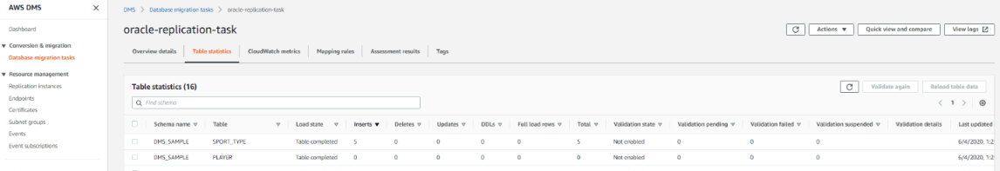 AWS DMS
Dashboard
Conversion & migration
Database migration tasks
Resource management
Replication instances
Endpoints
Certificates
Subnet groups
Events
Event subscriptions
DMS > Database migration tasks > oracle-replication-task
oracle-replication-task
Actions Quick view and compare View logs
Overview details Table statistics CloudWatch metrics Mapping rules Assessment results Tags
Table statistics (16)
Validate again Reload table data
Find schema
1
Schema name Table Load state Inserts Deletes Updates DDLs Full load rows Total Validation state Validation pending Validation failed Validation suspended Validation details Last updated
DMS_SAMPLE SPORT_TYPE Table completed 5 0 0 0 0 5 Not enabled 0 0 0 6/4/2020, 1:2
DMS_SAMPLE PLAYER Table completed 0 0 0 0 0 0 Not enabled 0 0 0 6/4/2020, 1:2